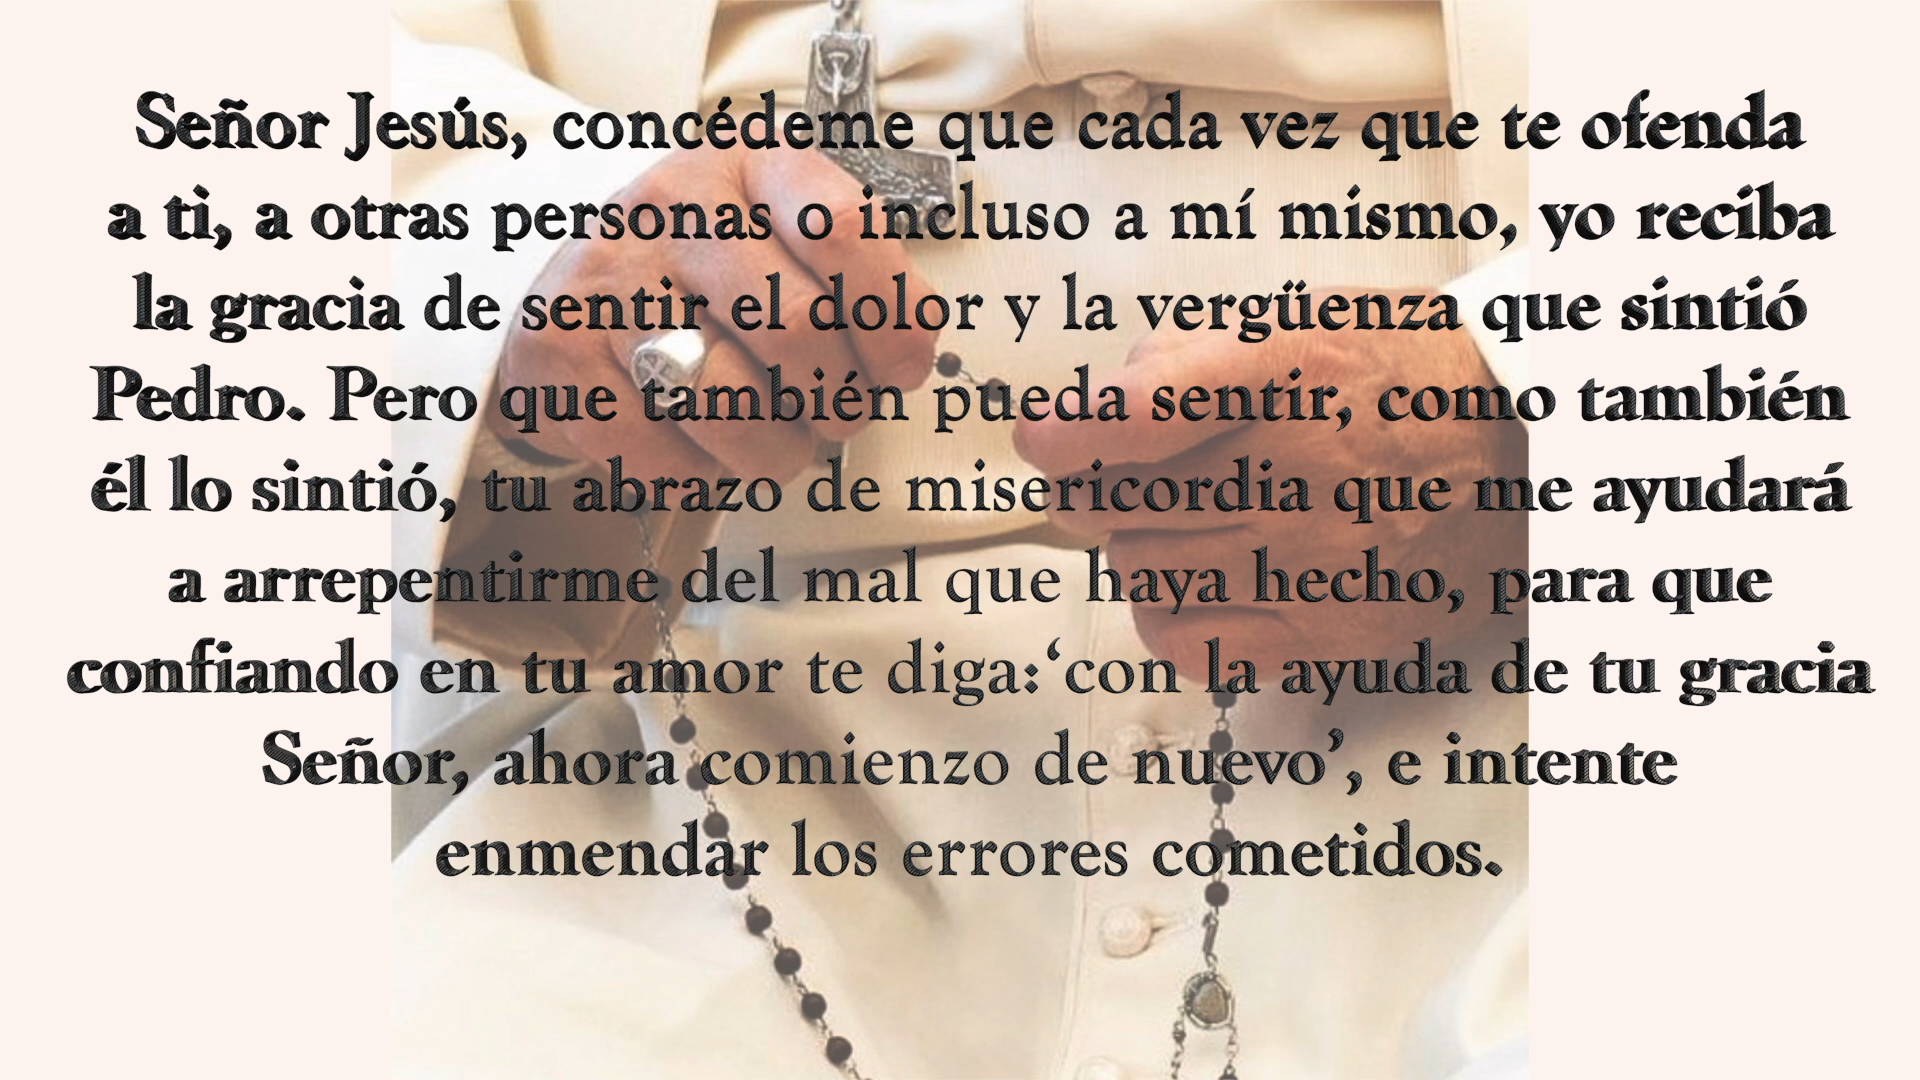 Señor Jesús, concédeme que cada vez que te ofenda
a ti, a otras personas o incluso a mí mismo, yo reciba
la gracia de sentir el dolor y la vergüenza que sintió
Pedro. Pero que también pueda sentir, como también
él lo sintió, tu abrazo de misericordia que me ayudará
a arrepentirme del mal que haya hecho, para que
confiando en tu amor te diga:‘con la ayuda de tu gracia
Señor, ahora comienzo de nuevo’, e intente
enmendar los errores cometidos.